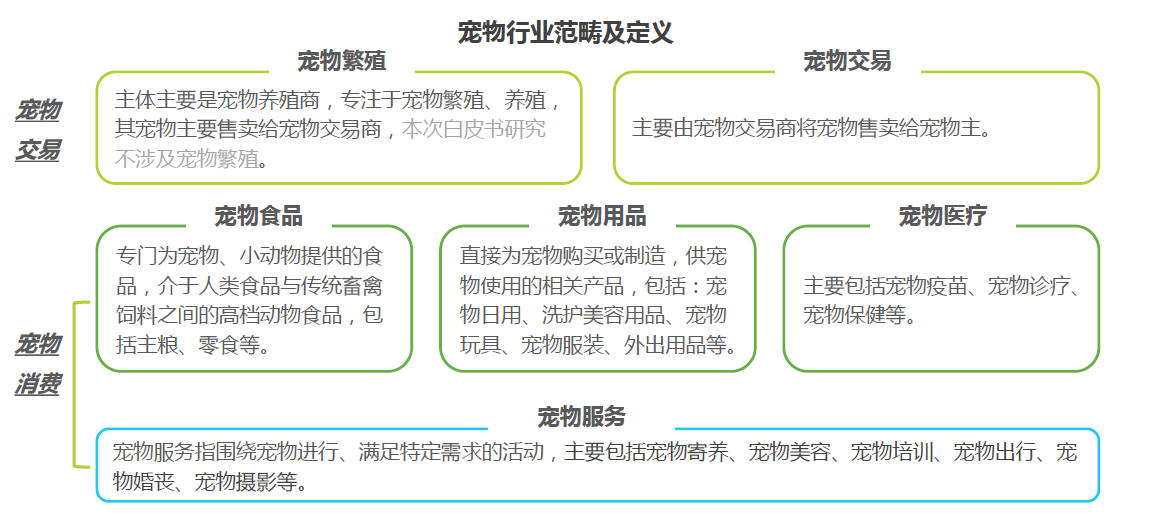 宠物行业范畴及定义
宠物繁殖
宠物交易
宠物
交易
主体主要是宠物养殖商，专注于宠物繁殖、养殖，
其宠物主要售卖给宠物交易商，本次白皮书研究
不涉及宠物繁殖。
主要由宠物交易商将宠物售卖给宠物主。
宠物食品
宠物用品
宠物医疗
宠物
消费
专门为宠物、小动物提供的食
品，介于人类食品与传统畜禽
饲料之间的高档动物食品，包
括主粮、零食等。
直接为宠物购买或制造，供宠
物使用的相关产品，包括：宠
物日用、洗护美容用品、宠物
玩具、宠物服装、外出用品等。
主要包括宠物疫苗、宠物诊疗、
宠物保健等。
宠物服务
宠物服务指围绕宠物进行、满足特定需求的活动，主要包括宠物寄养、宠物美容、宠物培训、宠物出行、宠
物婚丧、宠物摄影等。